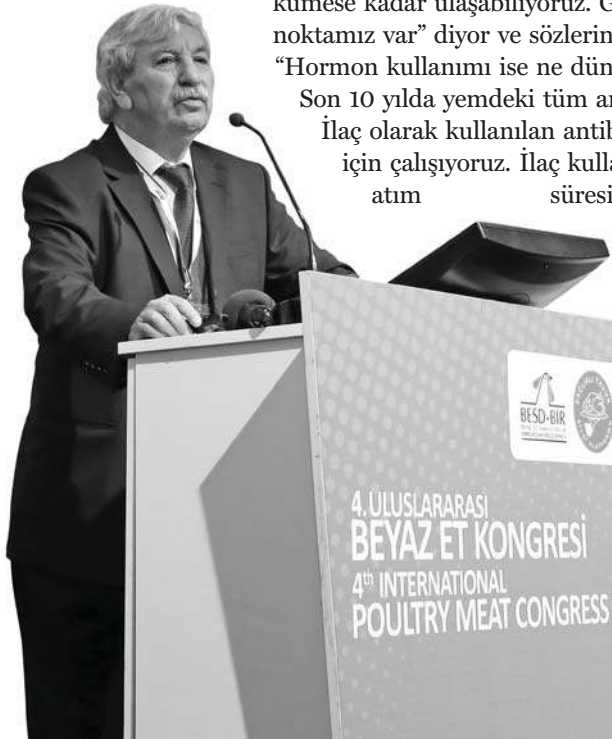 kümese kadar ulaşabiliyoruz. G
noktamız var” diyor ve sözlerin
“Hormon kullanımı ise ne dün
Son 10 yılda yemdeki tüm a
İlaç olarak kullanılan antib
için çalışıyoruz. İlaç kulla
atım süresi
BESD-BİR
4. ULUSLARARASI
BEYAZ ET KONGRESİ
4th INTERNATIONAL
POULTRY MEAT CONGRESS